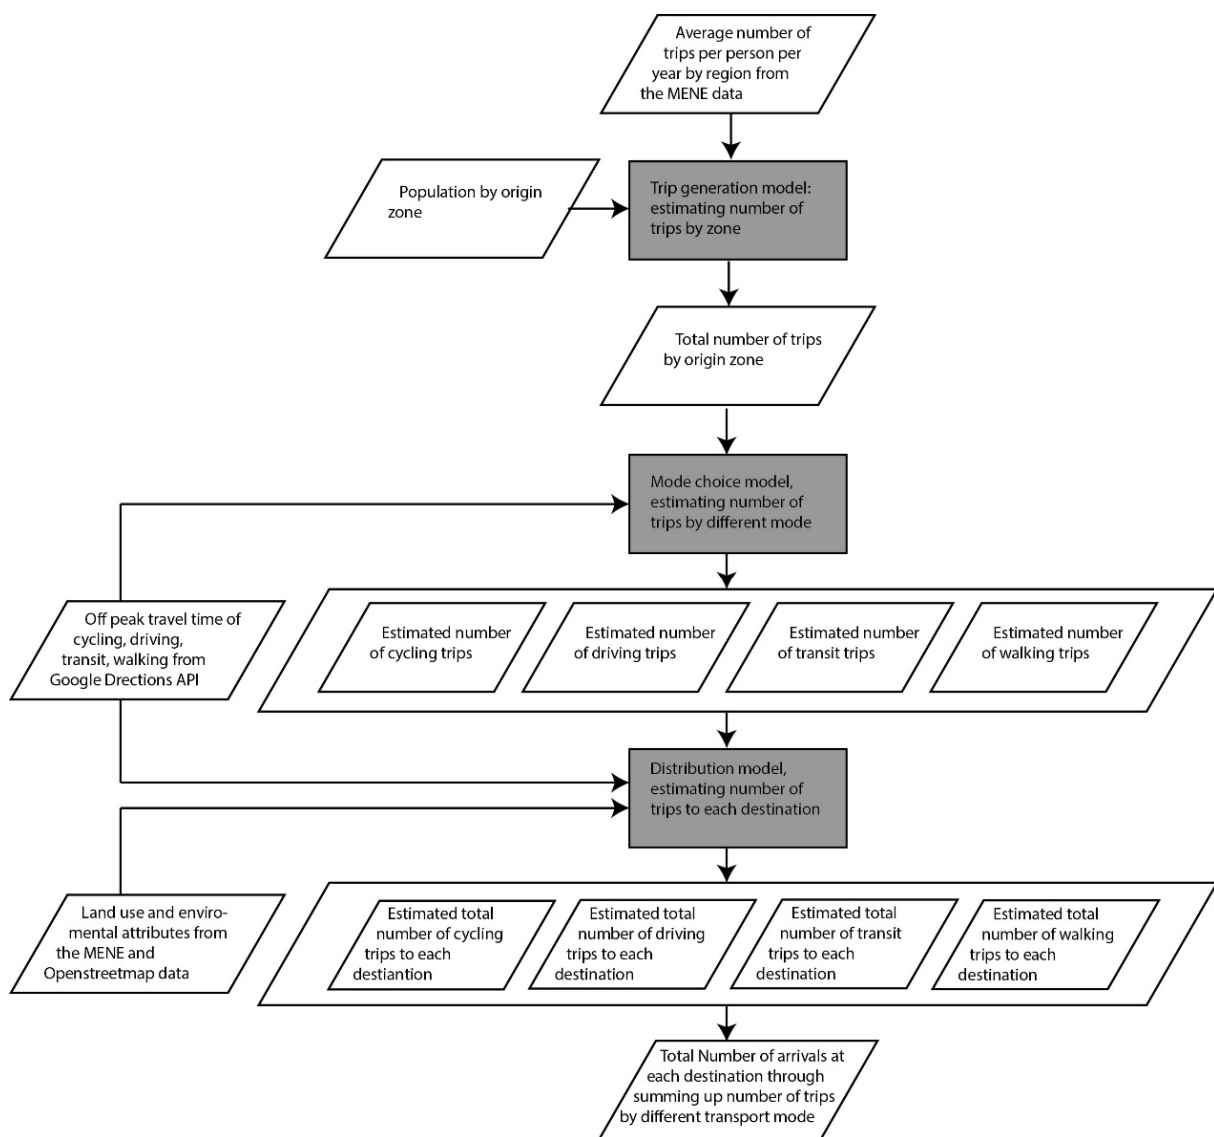 Average number of
trips per person per
year by region from
the MENE data
Population by origin
zone
Trip generation model:
estimating number of
trips by zone
Total number of trips
by origin zone
Mode choice model,
estimating number of
trips by different mode
Off peak travel time of
cycling, driving,
transit, walking from
Google Drections API
Estimated number
of cycling trips
Estimated number
of driving trips
Estimated number
of transit trips
Estimated number
of walking trips
Distribution model,
estimating number of
trips to each destination
Land use and enviro-
mental attributes from
the MENE and
Openstreetmap data
Estimated total
number of cycling
trips to each
destiantion
Estimated total
number of driving
trips to each
destination
Estimated total
number of transit
trips to each
destination
Estimated total
number of walking
trips to each
destination
Total Number of arrivals at
each destination through
summing up number of trips
by different transport mode